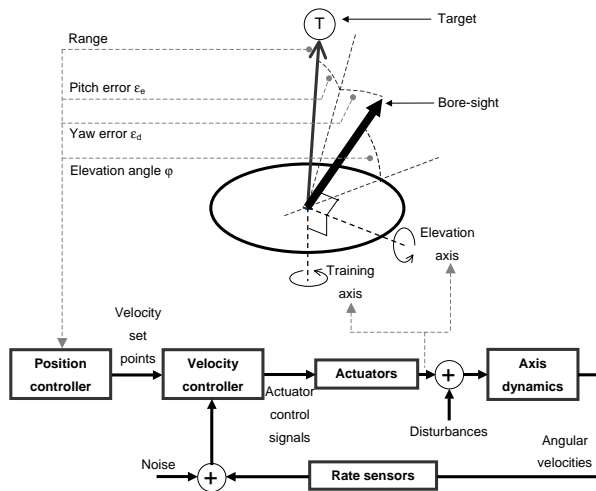 T
Target
Range
Pitch error εe
Bore-sight
Yaw error εd
Elevation angle φ
Elevation
axis
Training
axis
Velocity
set
points
Position
controller
Velocity
controller
Actuators
+
Axis
dynamics
Actuator
control
signals
Disturbances
Angular
velocities
Noise
+
Rate sensors